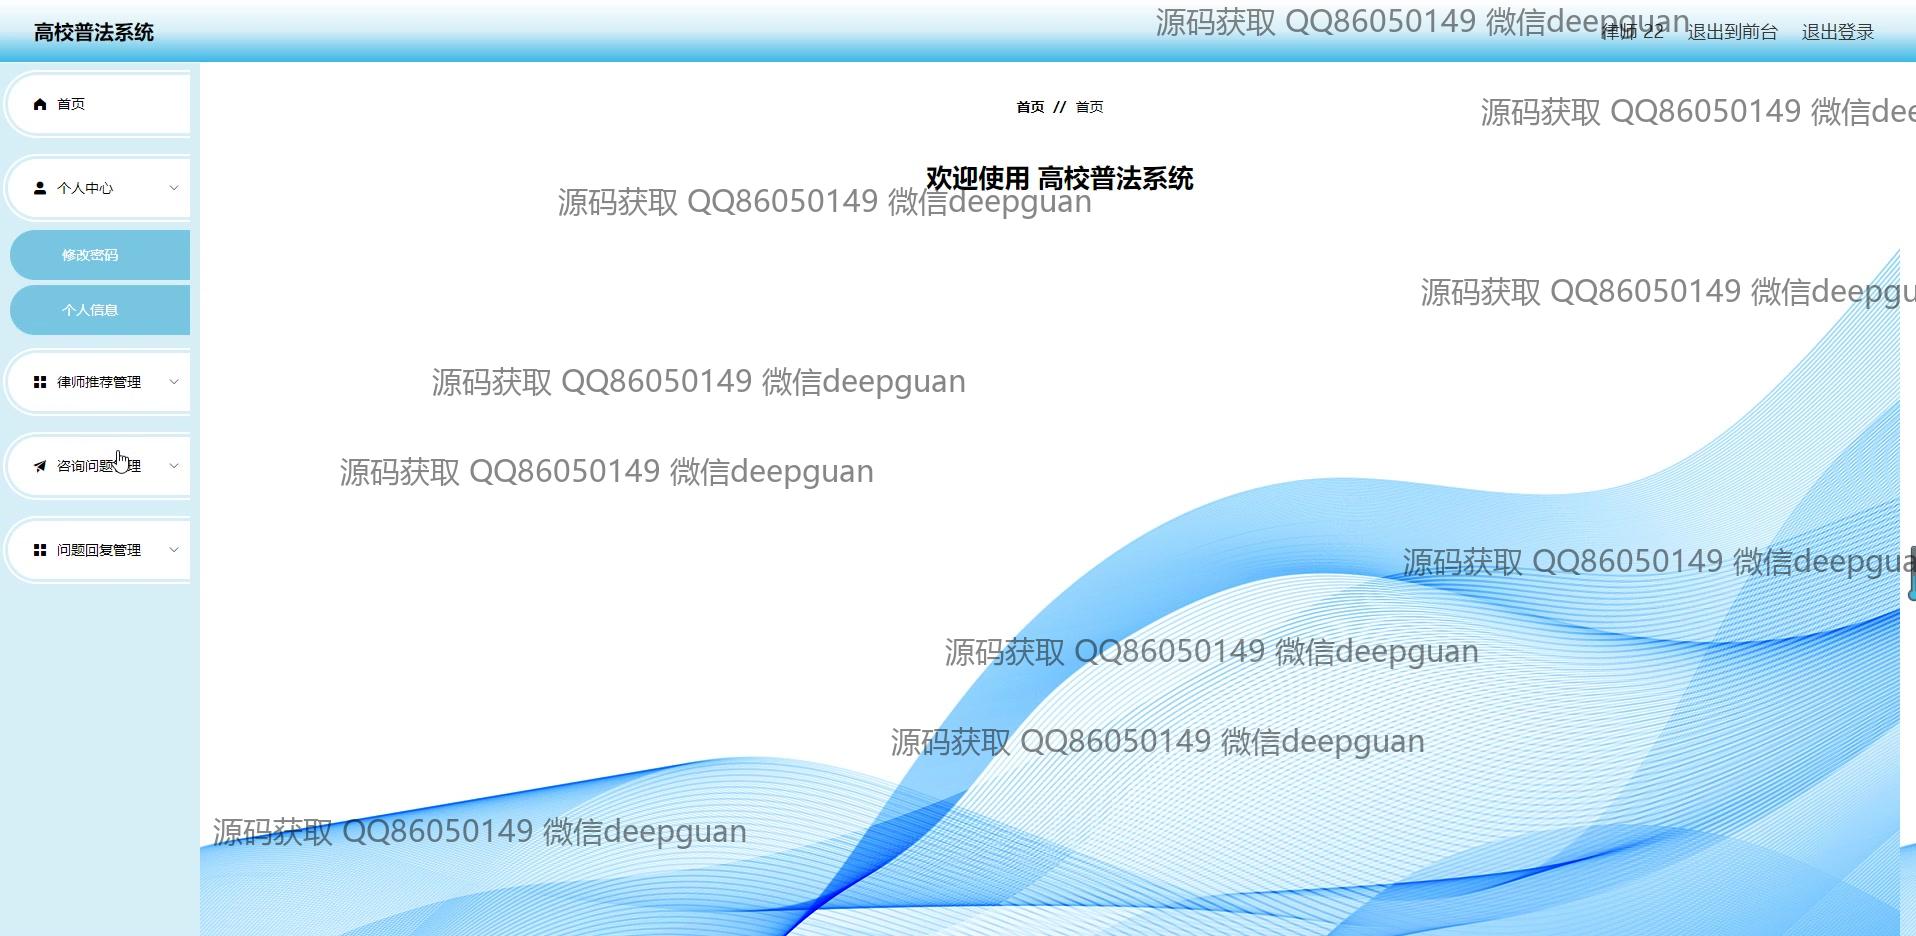 高校普法系统
源码获取 QQ86050149 微信deepguan
律师 22 退出到前台 退出登录
首页
首页 // 首页
源码获取 QQ86050149 微信dee
欢迎使用 高校普法系统
个人中心
源码获取 QQ86050149 微信deepguan
修改密码
源码获取 QQ86050149 微信deepgu
个人信息
律师推荐管理
源码获取 QQ86050149 微信deepguan
咨询问题管理
源码获取 QQ86050149 微信deepguan
问题回复管理
源码获取 QQ86050149 微信deepgua
源码获取 QQ86050149 微信deepguan
源码获取 QQ86050149 微信deepguan
源码获取 QQ86050149 微信deepguan